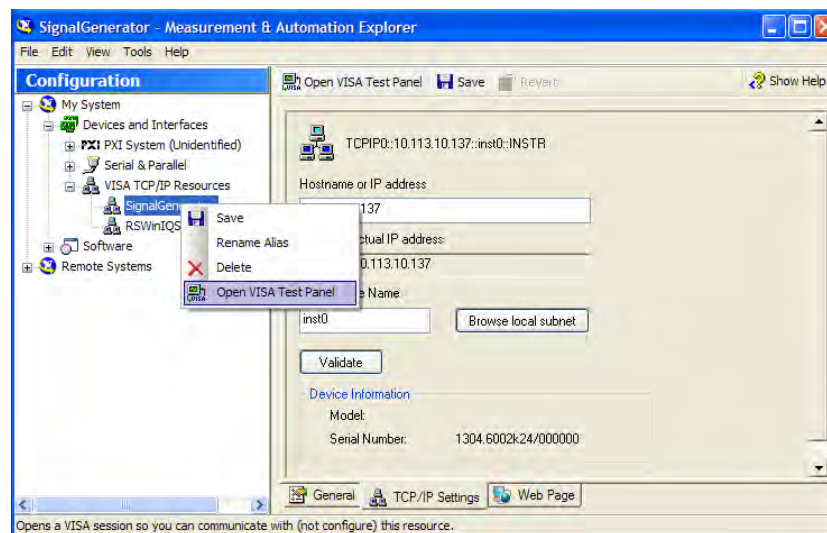 SignalGenerator - Measurement & Automation Explorer
File Edit View Tools Help
Configuration
Open VISA Test Panel Save Revert Show Help
My System
Devices and Interfaces
PXI PXI System (Unidentified)
Serial & Parallel
VISA TCP/IP Resources
SignalGen
RSWinIQS
Software
Remote Systems
Save
Rename Alias
Delete
Open VISA Test Panel
TCPIP0::10.113.10.137::inst0::INSTR
Hostname or IP address
137
ctual IP address
0.113.10.137
e Name
inst0
Browse local subnet
Validate
Device Information
Model:
Serial Number: 1304.6002k24/000000
General TCP/IP Settings Web Page
Opens a VISA session so you can communicate with (not configure) this resource.